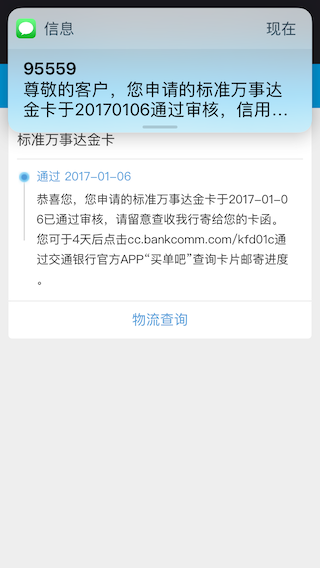 信息
现在
95559
尊敬的客户，您申请的标准万事达
金卡于20170106通过审核，信用...
标准万事达金卡
通过 2017-01-06
恭喜您，您申请的标准万事达金卡于2017-01-0
6已通过审核，请留意查收我行寄给您的卡函。
您可于4天后点击cc.bankcomm.com/kfd01c通
过交通银行官方APP“买单吧”查询卡片邮寄进度
。
物流查询